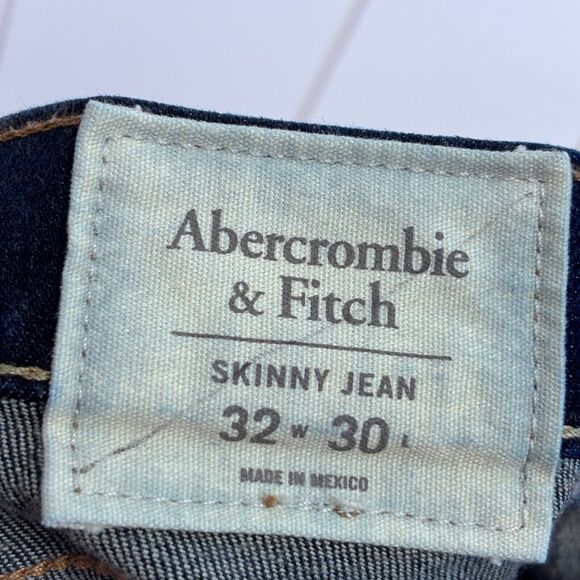 Abercrombie
& Fitch
SKINNY JEAN
32 W 30 L
MADE IN MEXICO